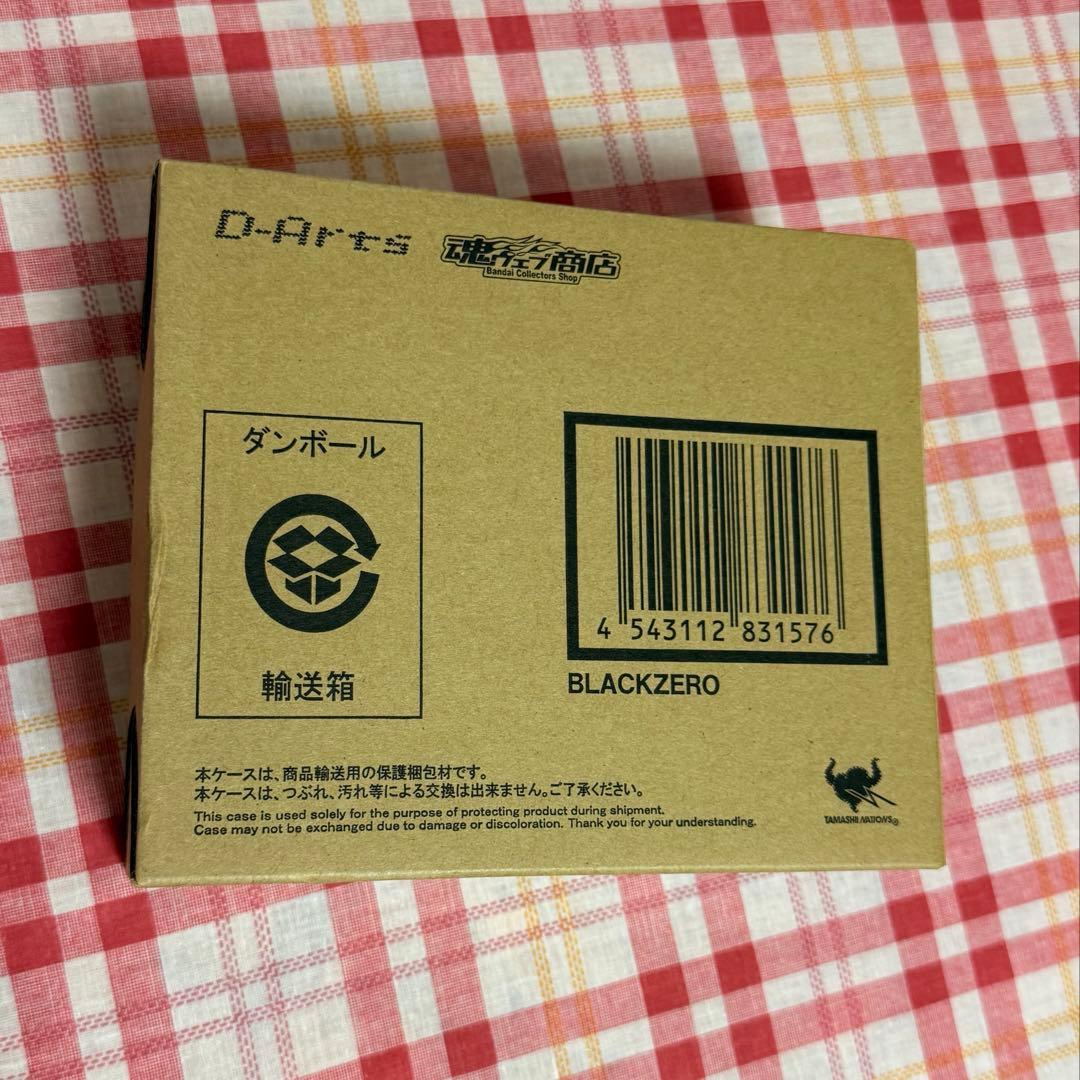 D-Arts
魂ウェブ商店
Bandai Collectors Shop
ダンボール
輸送箱
4 543112 831576
BLACKZERO
本ケースは、商品輸送用の保護梱包材です。
本ケースは、つぶれ、汚れ等による交換は出来ません。ご了承ください。
This case is used solely for the purpose of protecting product during shipment.
Case may not be exchanged due to damage or discoloration. Thank you for your understanding.
TAMASHII NATIONS